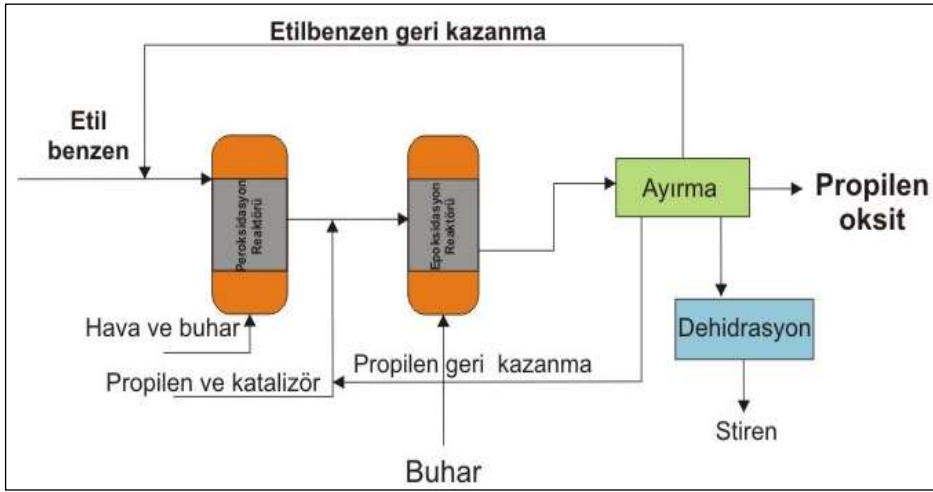 Etilbenzen geri kazanma
Etil
benzen
Peroksidasyon
Reaktörü
Epoksidasyon
Reaktörü
Ayırma
Propilen
oksit
Hava ve buhar
Propilen ve katalizör
Propilen geri kazanma
Dehidrasyon
Buhar
Stiren